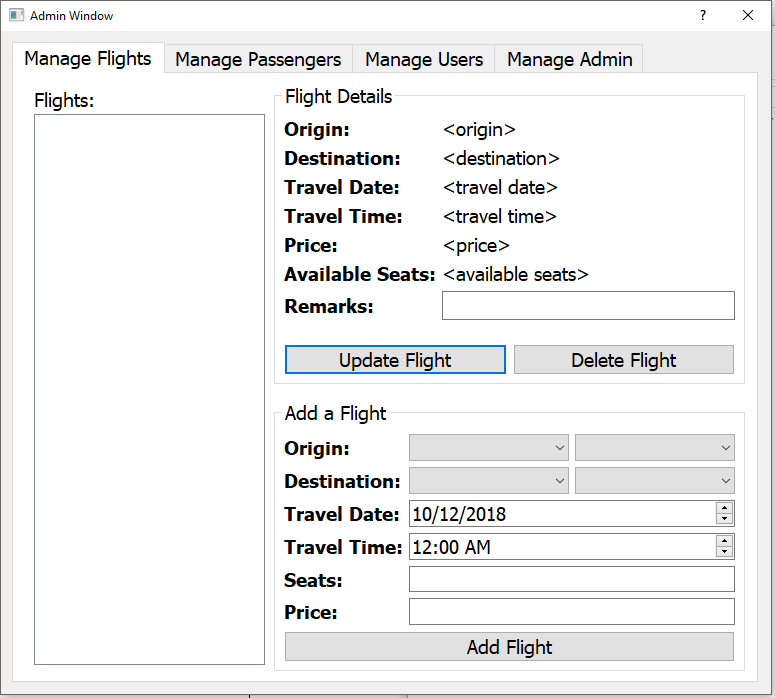 Admin Window
Manage Flights Manage Passengers Manage Users Manage Admin
Flights:
Flight Details
Origin: <origin>
Destination: <destination>
Travel Date: <travel date>
Travel Time: <travel time>
Price: <price>
Available Seats: <available seats>
Remarks:
Update Flight Delete Flight
Add a Flight
Origin:
Destination:
Travel Date: 10/12/2018
Travel Time: 12:00 AM
Seats:
Price:
Add Flight